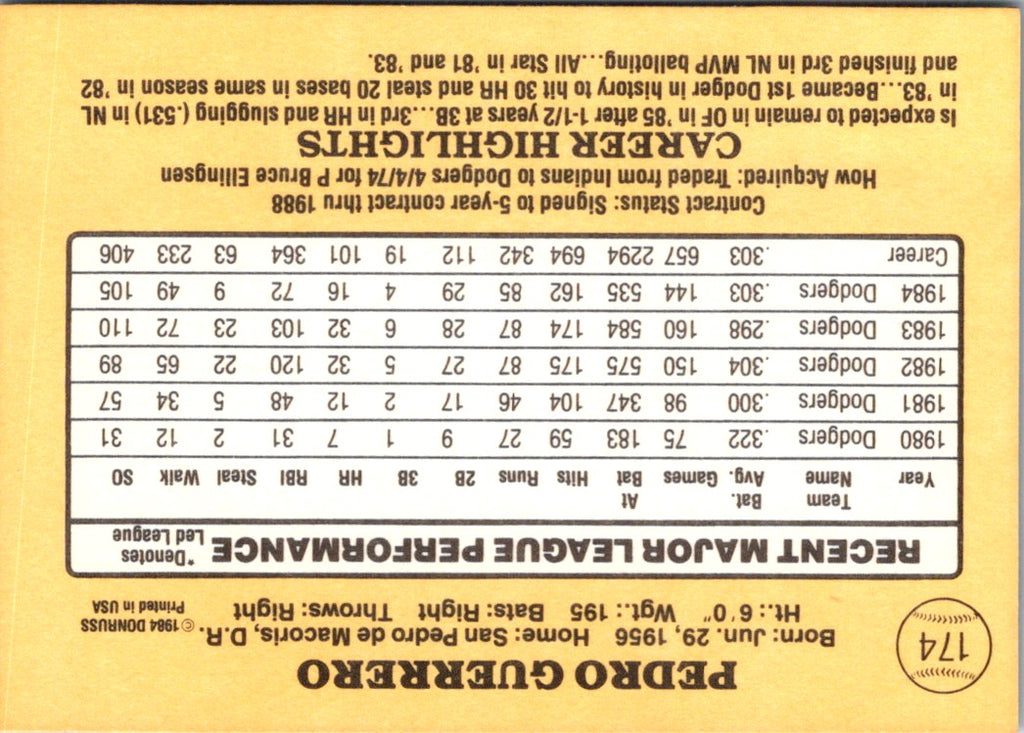 174
PEDRO GUERRERO
Born: Jun. 29, 1956 Home: San Pedro de Macoris, D.R. © 1984 DONRUSS
Ht.: 6'0" Wgt.: 195 Bats: Right Throws: Right Printed in USA
RECENT MAJOR LEAGUE PERFORMANCE *Denotes Led League
Year Team Name Bat. Avg. Games At Bat Hits Runs 2B 3B HR RBI Steal Walk SO
1980 Dodgers .322 75 183 59 27 9 1 7 31 2 12 31
1981 Dodgers .300 98 347 104 46 17 2 12 48 5 34 57
1982 Dodgers .304 150 575 175 87 27 5 32 120 22 65 89
1983 Dodgers .298 160 584 174 87 28 6 32 103 23 72 110
1984 Dodgers .303 144 535 162 85 29 4 16 72 9 49 105
Career .303 657 2294 694 342 112 19 101 364 63 233 406
Contract Status: Signed to 5-year contract thru 1988
How Acquired: Traded from Indians to Dodgers 4/4/74 for P Bruce Ellingsen
CAREER HIGHLIGHTS
Is expected to remain in OF in '85 after 1-1/2 years at 3B...3rd in HR and slugging (.531) in NL
in '83...Became 1st Dodger in history to hit 30 HR and steal 20 bases in same season in '82
and finished 3rd in NL MVP balloting...All Star in '81 and '83.